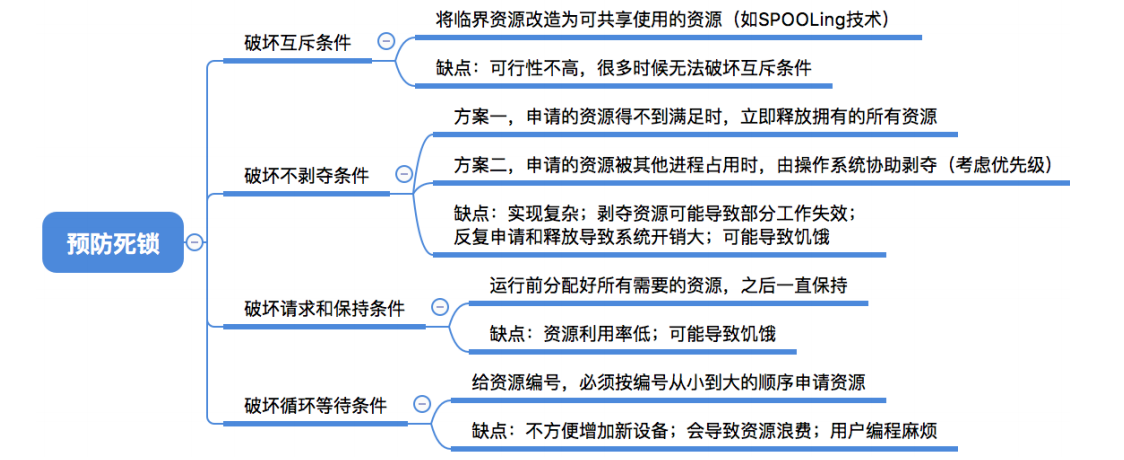 预防死锁
破坏互斥条件
将临界资源改造为可共享使用的资源（如SPOOLing技术）
缺点：可行性不高，很多时候无法破坏互斥条件
破坏不剥夺条件
方案一，申请的资源得不到满足时，立即释放拥有的所有资源
方案二，申请的资源被其他进程占用时，由操作系统协助剥夺（考虑优先级）
缺点：实现复杂；剥夺资源可能导致部分工作失效；
反复申请和释放导致系统开销大；可能导致饥饿
破坏请求和保持条件
运行前分配好所有需要的资源，之后一直保持
缺点：资源利用率低；可能导致饥饿
破坏循环等待条件
给资源编号，必须按编号从小到大的顺序申请资源
缺点：不方便增加新设备；会导致资源浪费；用户编程麻烦